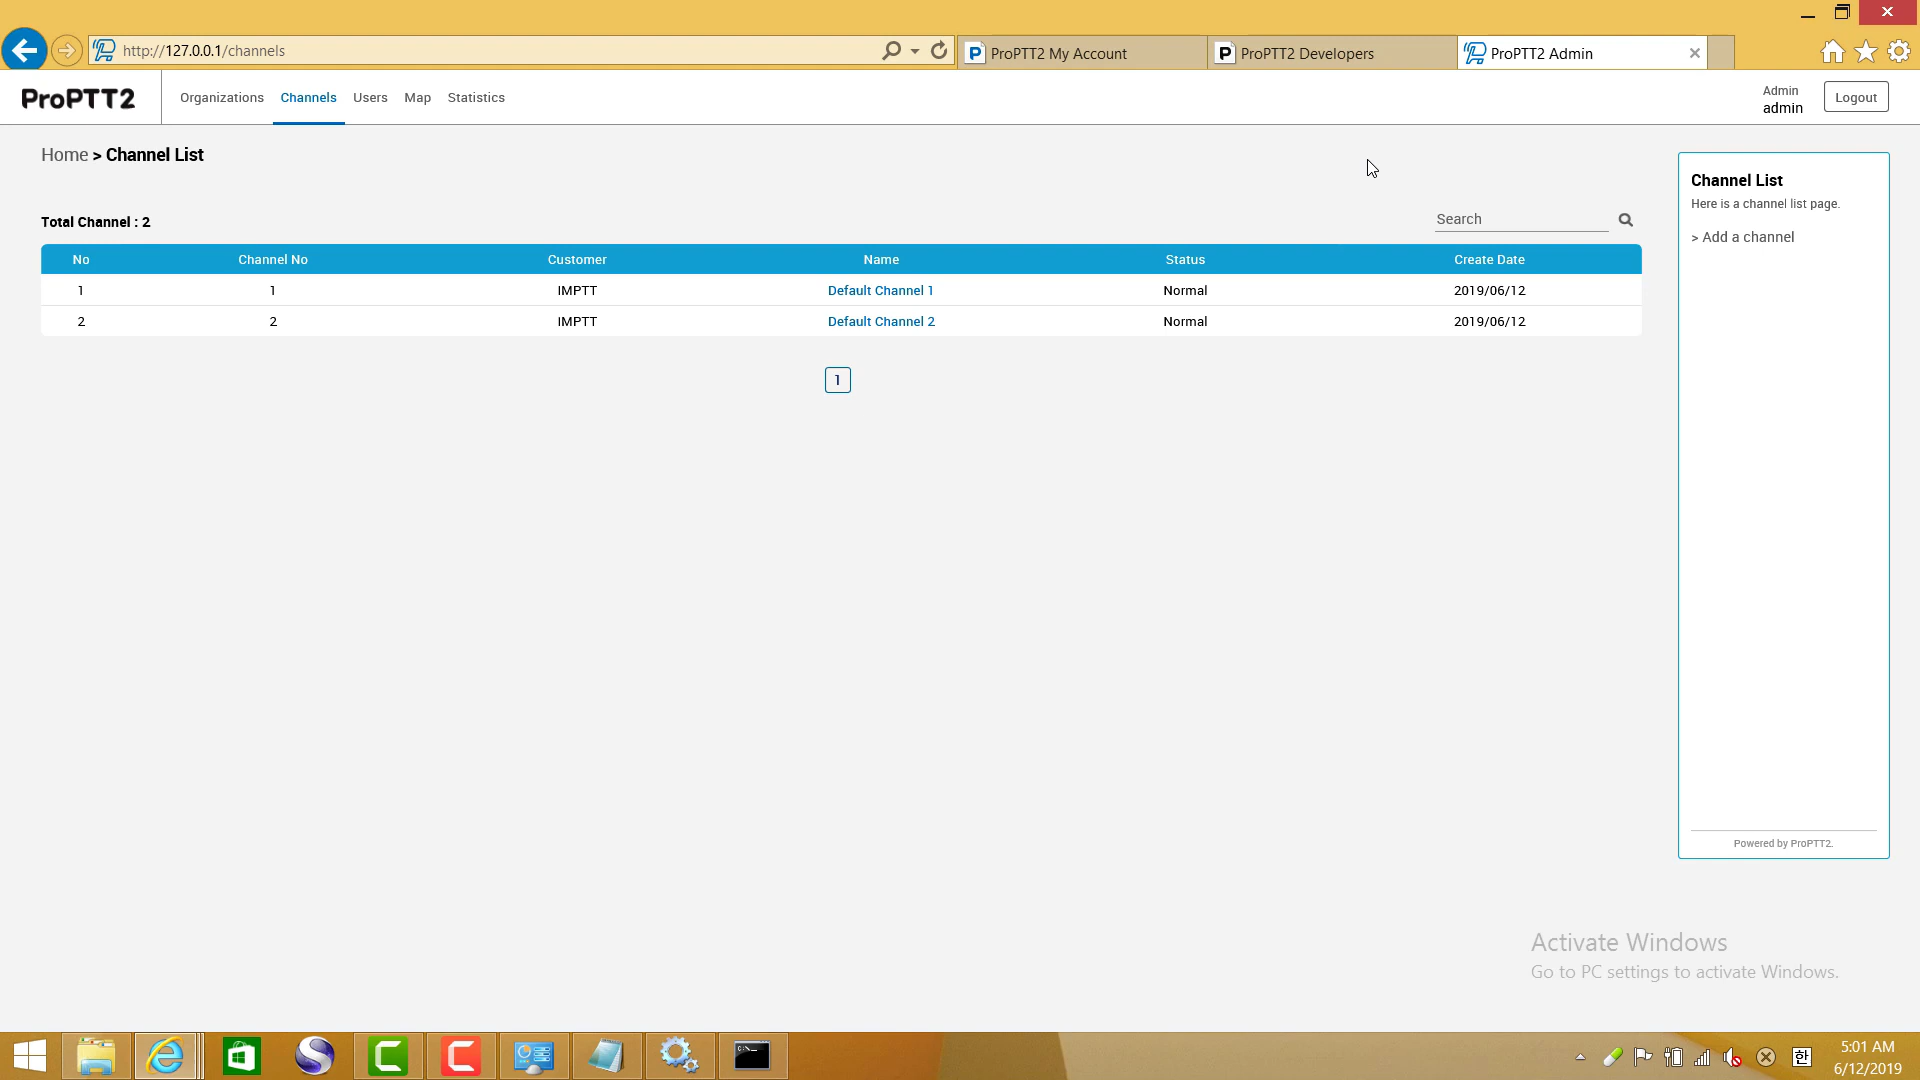 http://127.0.0.1/channels
P ProPTT2 My Account
P ProPTT2 Developers
ProPTT2 Admin
ProPTT2
Organizations Channels Users Map Statistics
Admin
admin
Logout
Home > Channel List
Total Channel : 2
Search
No Channel No Customer Name Status Create Date
1 1 IMPTT Default Channel 1 Normal 2019/06/12
2 2 IMPTT Default Channel 2 Normal 2019/06/12
1
Channel List
Here is a channel list page.
> Add a channel
Powered by ProPTT2.
Activate Windows
Go to PC settings to activate Windows.
한
5:01 AM
6/12/2019